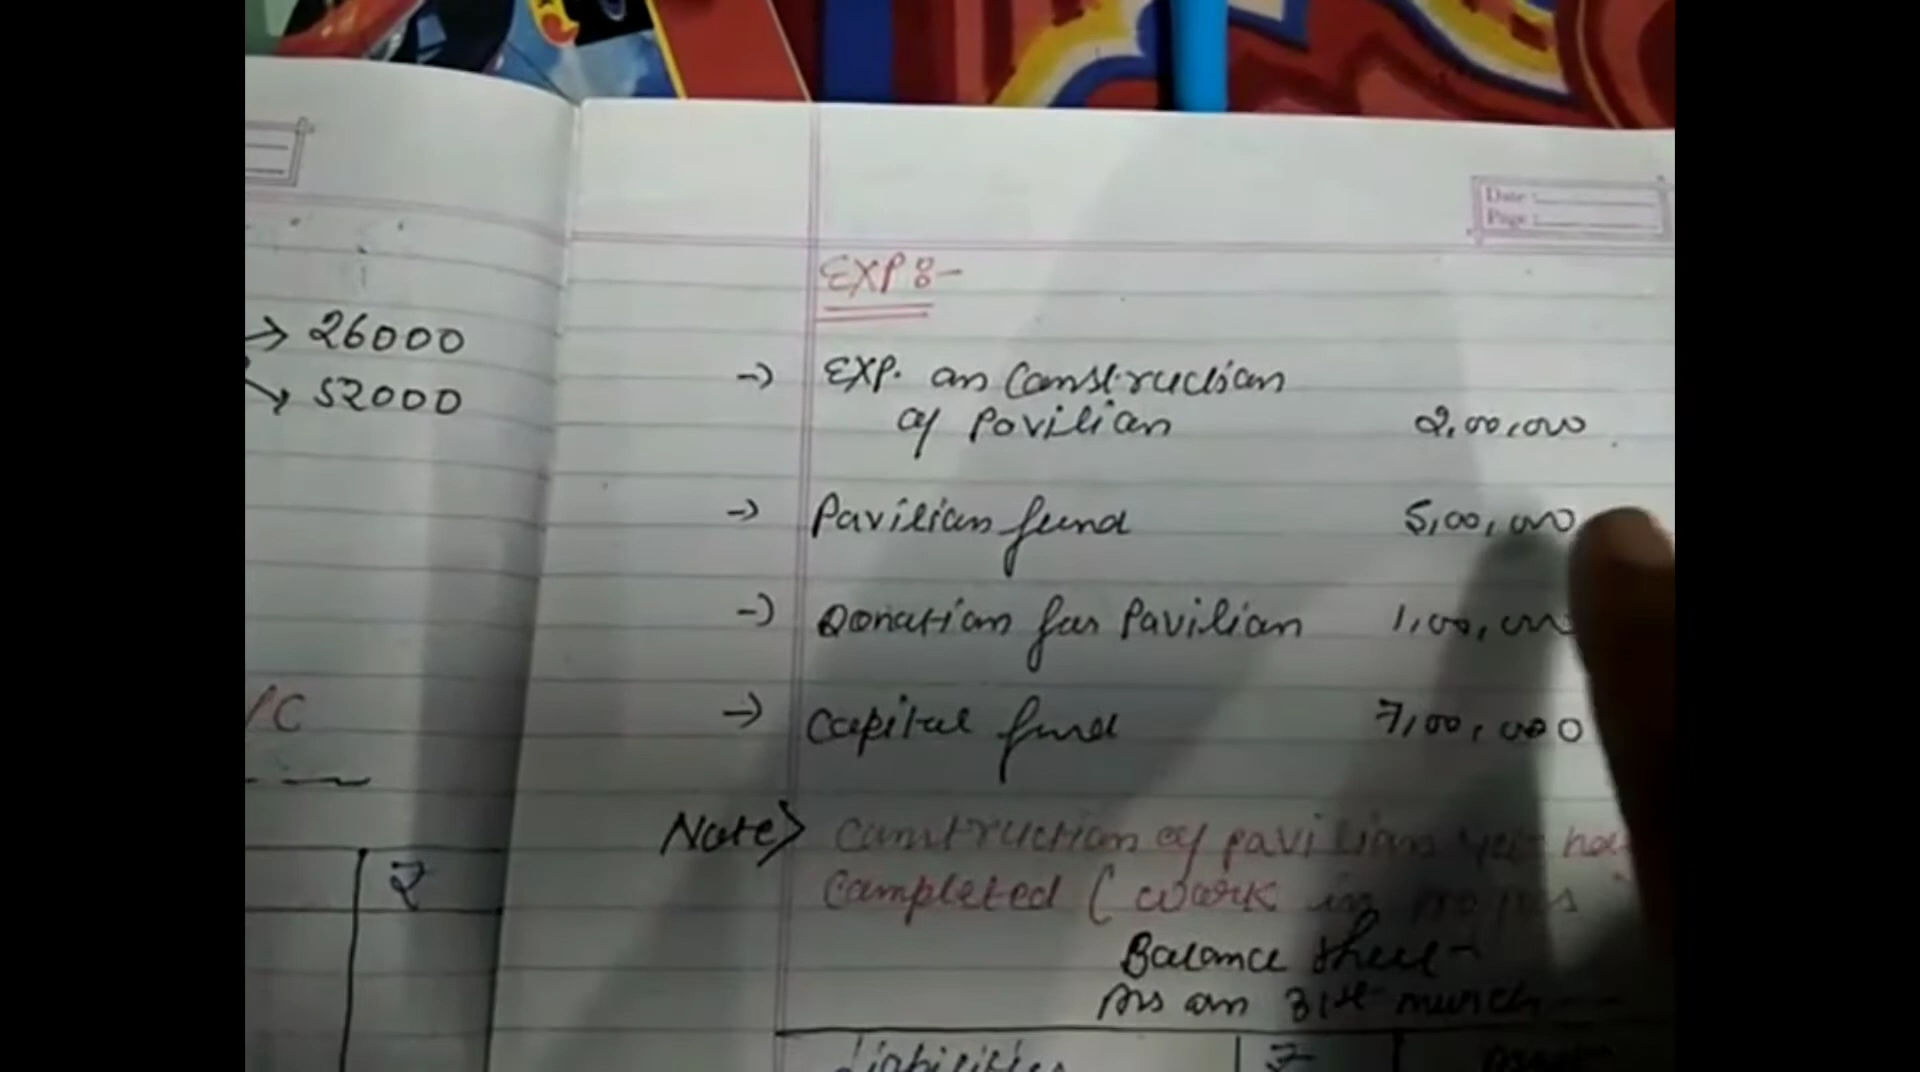 Date :
Page :
→ 26000
→ 52000
/C
₹
EXP :-
→ EXP. on Construction
of Pavilion 2,00,000
→ Pavilion fund 5,00,000
→ Donation for Pavilion 1,00,000
→ Capital fund 7,00,000
Note> Construction of pavilion yet
Completed ( work in
Balance Sheet
As on 31st march
Liabilities ₹